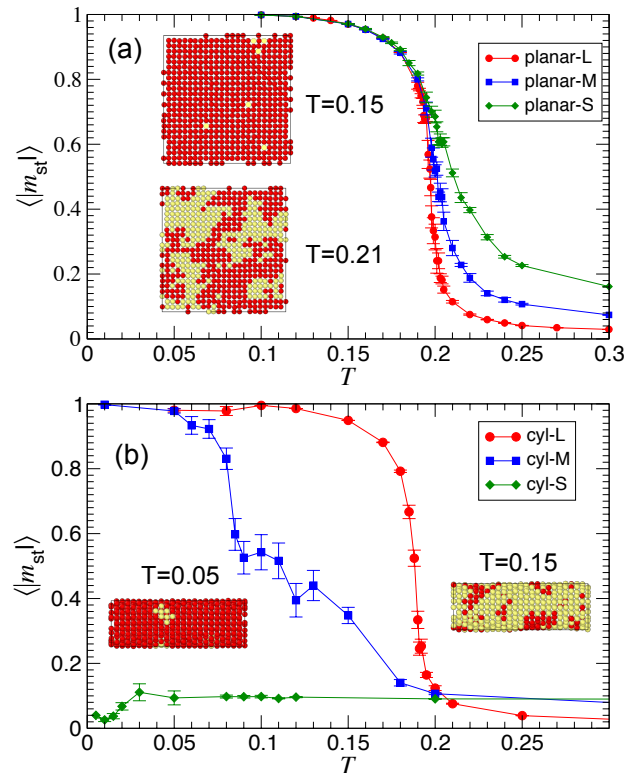 (a)
planar-L
planar-M
planar-S
T=0.15
T=0.21
⟨|m_st|⟩
1
0.8
0.6
0.4
0.2
0
0 0.05 0.1 0.15 0.2 0.25 0.3
T
(b)
cyl-L
cyl-M
cyl-S
T=0.05
T=0.15
⟨|m_st|⟩
1
0.8
0.6
0.4
0.2
0
0 0.05 0.1 0.15 0.2 0.25
T